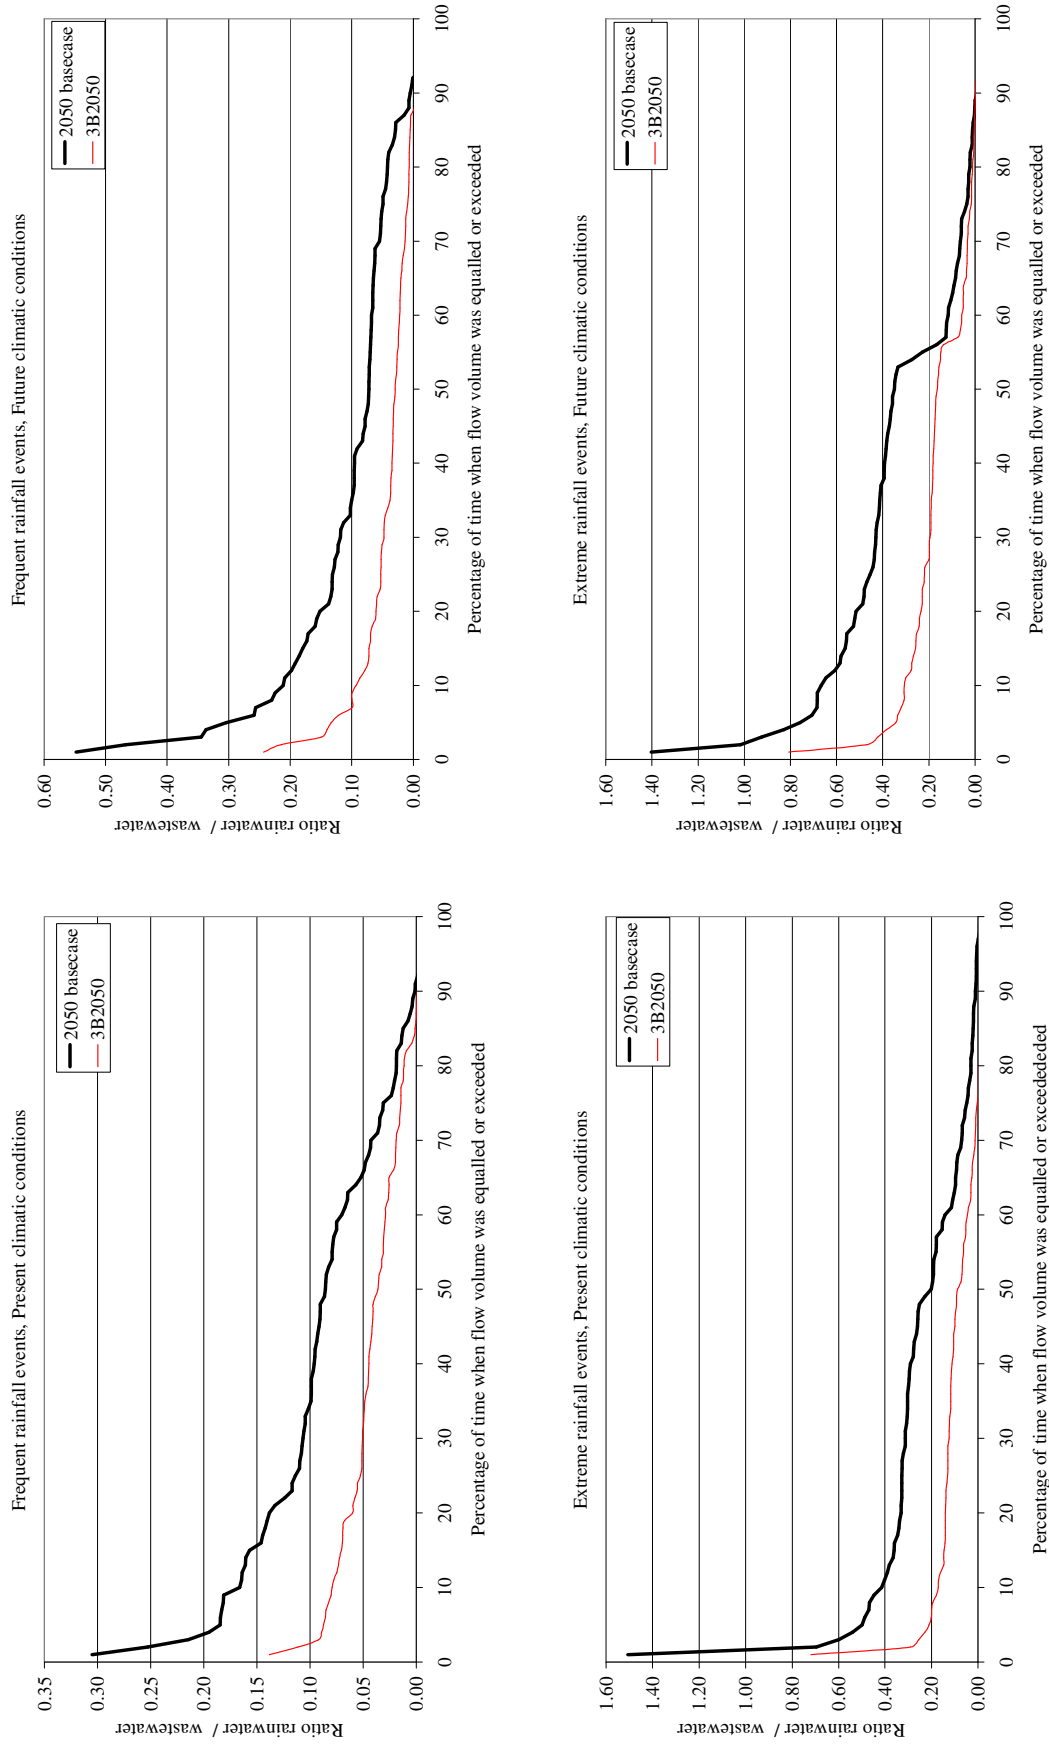 Frequent rainfall events, Present climatic conditions
0.35
0.30
0.25
0.20
0.15
0.10
0.05
0.00
0 10 20 30 40 50 60 70 80 90 100
Percentage of time when flow volume was equalled or exceeded
Ratio rainwater / wastewater
2050 basecase
3B2050
Frequent rainfall events, Future climatic conditions
0.60
0.50
0.40
0.30
0.20
0.10
0.00
0 10 20 30 40 50 60 70 80 90 100
Percentage of time when flow volume was equalled or exceeded
Ratio rainwater / wastewater
2050 basecase
3B2050
Extreme rainfall events, Present climatic conditions
1.60
1.40
1.20
1.00
0.80
0.60
0.40
0.20
0.00
0 10 20 30 40 50 60 70 80 90 100
Percentage of time when flow volume was equalled or exceedededed
Ratio rainwater / wastewater
2050 basecase
3B2050
Extreme rainfall events, Future climatic conditions
1.60
1.40
1.20
1.00
0.80
0.60
0.40
0.20
0.00
0 10 20 30 40 50 60 70 80 90 100
Percentage of time when flow volume was equalled or exceeded
Ratio rainwater / wastewater
2050 basecase
3B2050